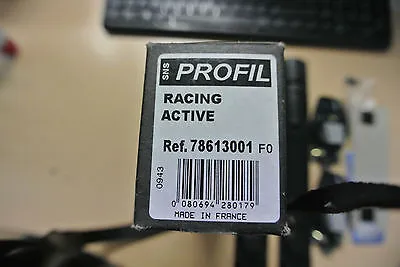 SNS PROFIL
RACING
ACTIVE
Ref. 78613001 F0
0943
0 080694 280179
MADE IN FRANCE